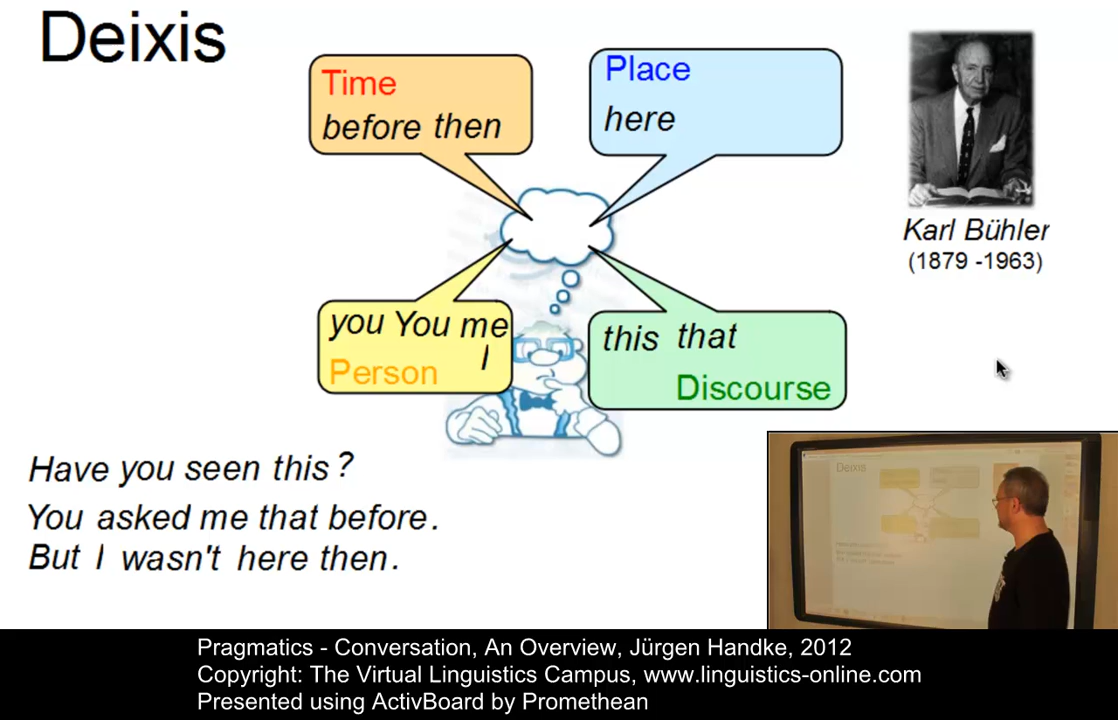 Deixis
Time
before then
Place
here
Karl Bühler
(1879 -1963)
you You me
I
Person
this that
Discourse
Have you seen this?
You asked me that before.
But I wasn't here then.
Deixis
Pragmatics - Conversation, An Overview, Jürgen Handke, 2012
Copyright: The Virtual Linguistics Campus, www.linguistics-online.com
Presented using ActivBoard by Promethean